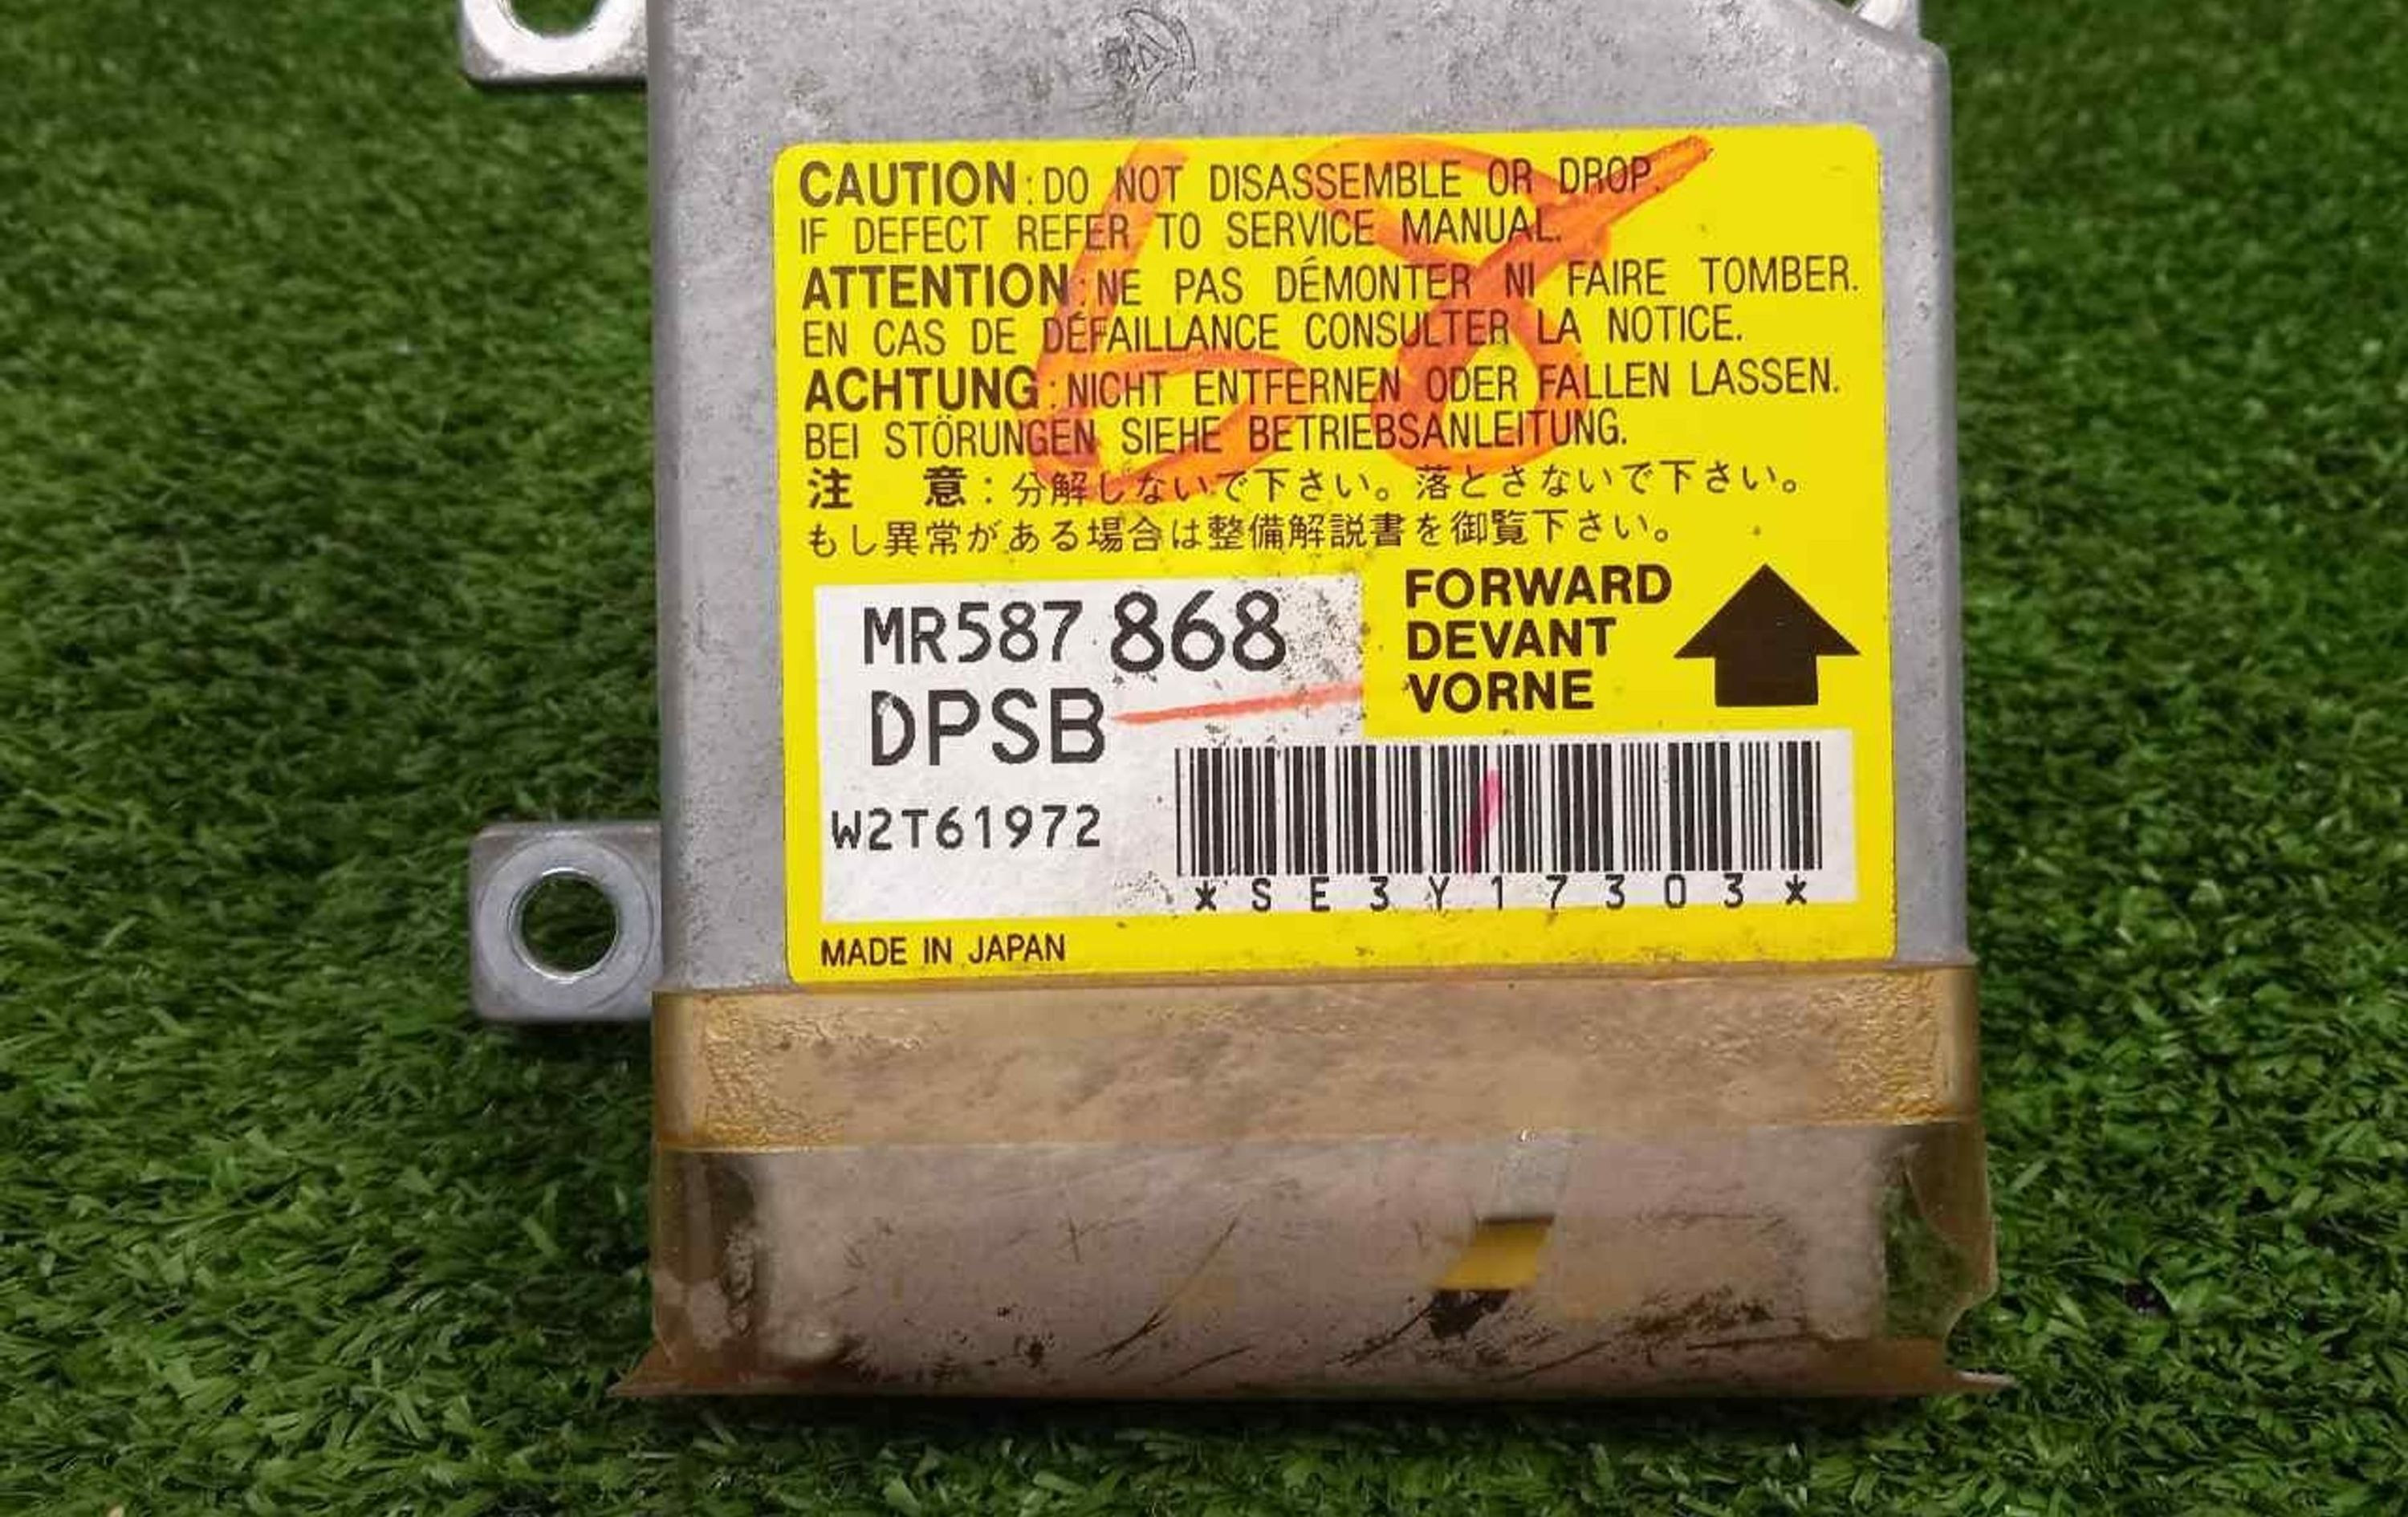 CAUTION:DO NOT DISASSEMBLE OR DROP.
IF DEFECT REFER TO SERVICE MANUAL.
ATTENTION:NE PAS DÉMONTER NI FAIRE TOMBER.
EN CAS DE DÉFAILLANCE CONSULTER LA NOTICE.
ACHTUNG:NICHT ENTFERNEN ODER FALLEN LASSEN.
BEI STÖRUNGEN SIEHE BETRIEBSANLEITUNG.
注 意:分解しないで下さい。落とさないで下さい。
もし異常がある場合は整備解説書を御覧下さい。
68
MR587 868
DPSB
W2T61972
FORWARD
DEVANT
VORNE
*SE3Y17303*
MADE IN JAPAN